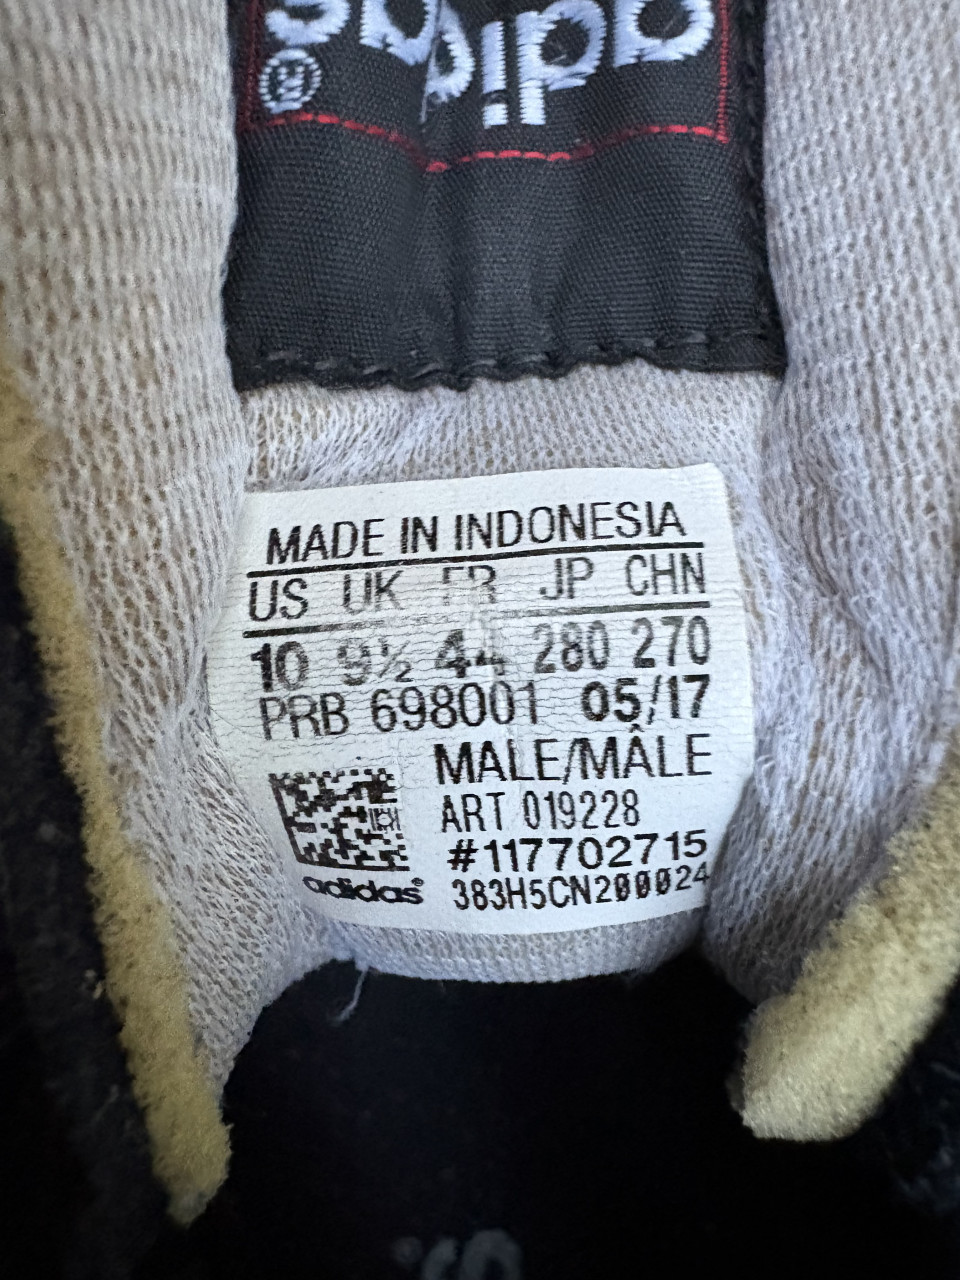 adidas
®
MADE IN INDONESIA
US UK FR JP CHN
10 9½ 44 280 270
PRB 698001 05/17
MALE/MÂLE
ART 019228
#117702715
adidas® 383H5CN200024